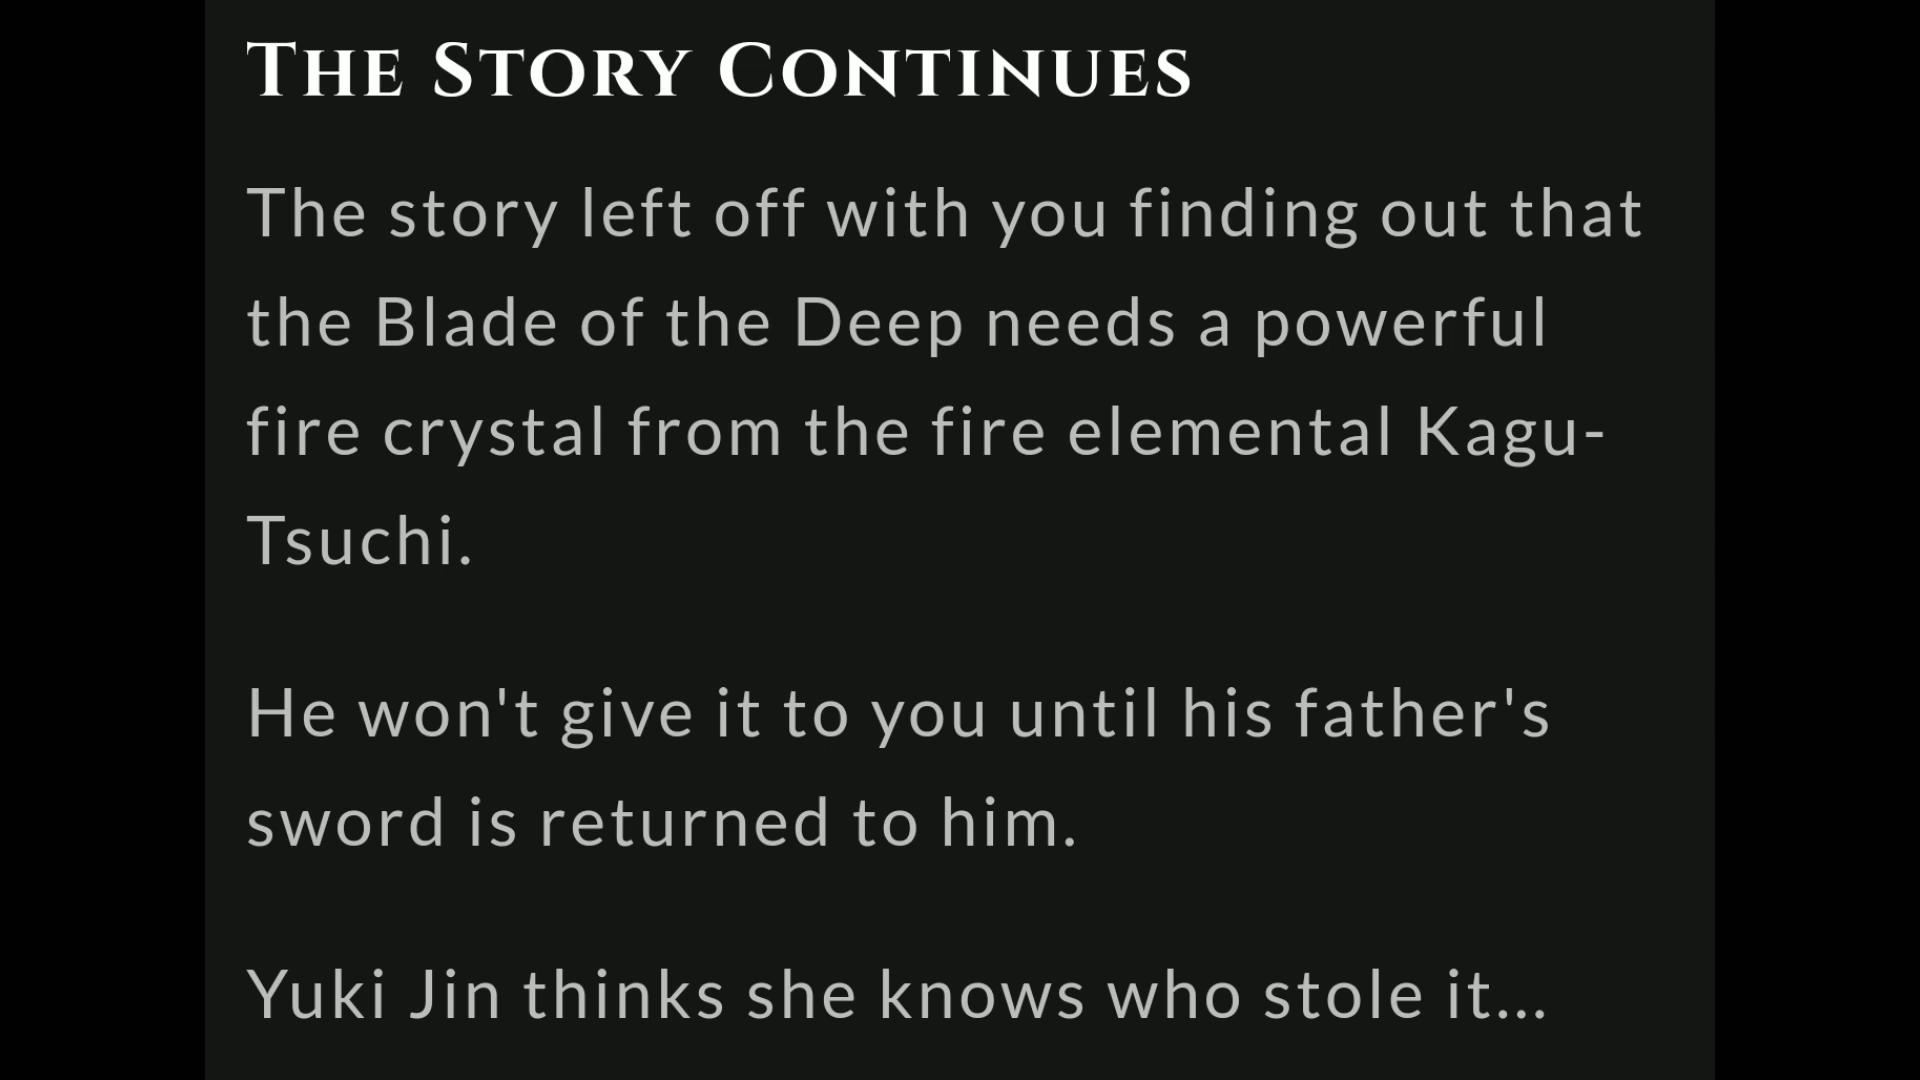 The Story Continues
The story left off with you finding out that
the Blade of the Deep needs a powerful
fire crystal from the fire elemental Kagu-
Tsuchi.
He won't give it to you until his father's
sword is returned to him.
Yuki Jin thinks she knows who stole it...